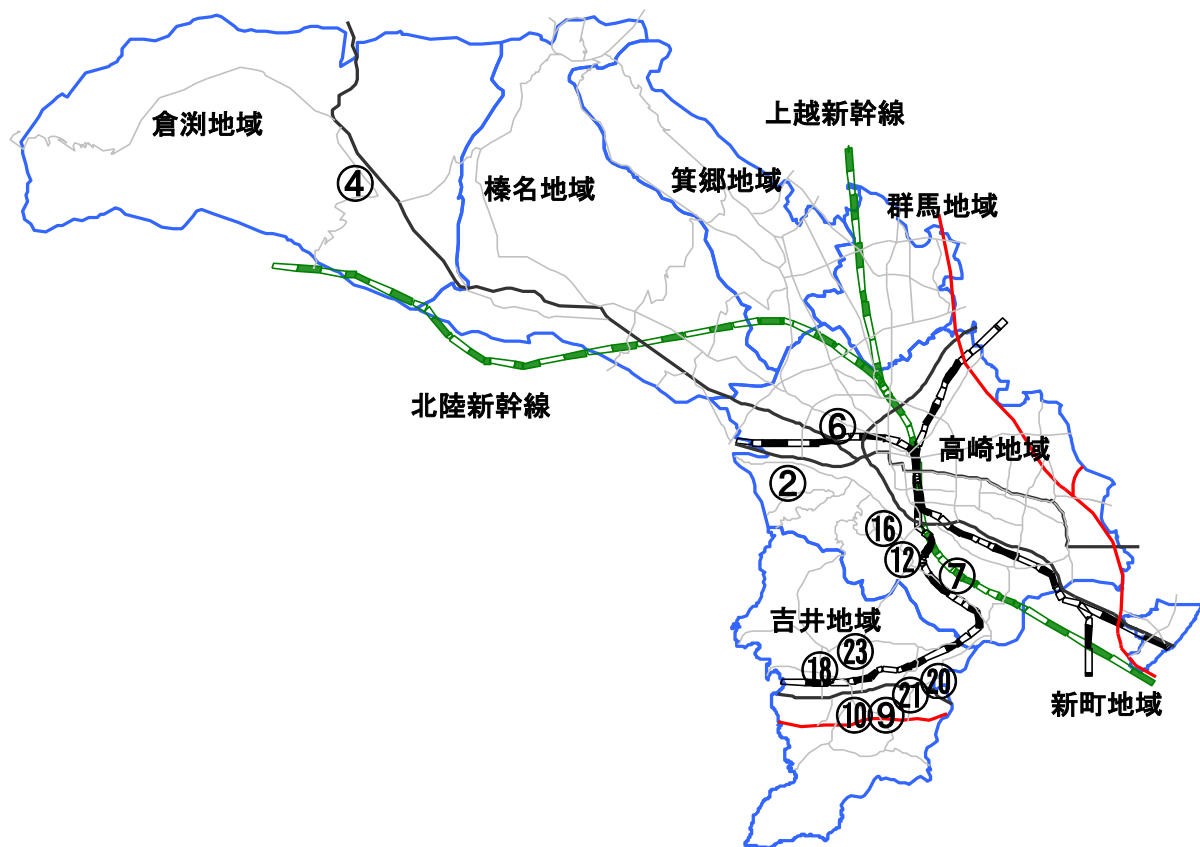 上越新幹線
倉渕地域
箕郷地域
④
榛名地域
群馬地域
北陸新幹線
⑥
高崎地域
②
⑯
⑫
⑦
吉井地域
㉓
⑱
⑳
㉑
新町地域
⑩
⑨